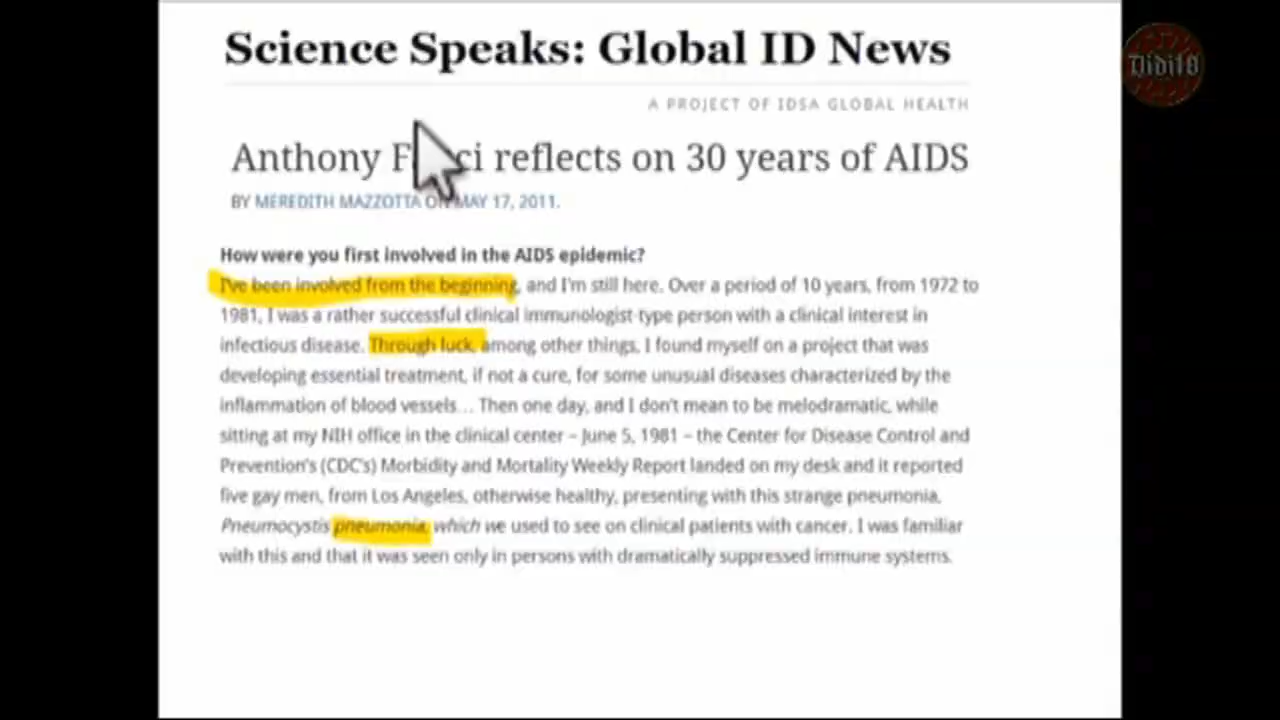 Science Speaks: Global ID News
Didi18
A PROJECT OF IDSA GLOBAL HEALTH
Anthony F ci reflects on 30 years of AIDS
BY MEREDITH MAZZOTTA ON MAY 17, 2011.
How were you first involved in the AIDS epidemic?
I've been involved from the beginning, and I'm still here. Over a period of 10 years, from 1972 to
1981, I was a rather successful clinical immunologist-type person with a clinical interest in
infectious disease. Through luck, among other things, I found myself on a project that was
developing essential treatment, if not a cure, for some unusual diseases characterized by the
inflammation of blood vessels… Then one day, and I don't mean to be melodramatic, while
sitting at my NIH office in the clinical center – June 5, 1981 – the Center for Disease Control and
Prevention's (CDC's) Morbidity and Mortality Weekly Report landed on my desk and it reported
five gay men, from Los Angeles, otherwise healthy, presenting with this strange pneumonia,
Pneumocystis pneumonia, which we used to see on clinical patients with cancer. I was familiar
with this and that it was seen only in persons with dramatically suppressed immune systems.